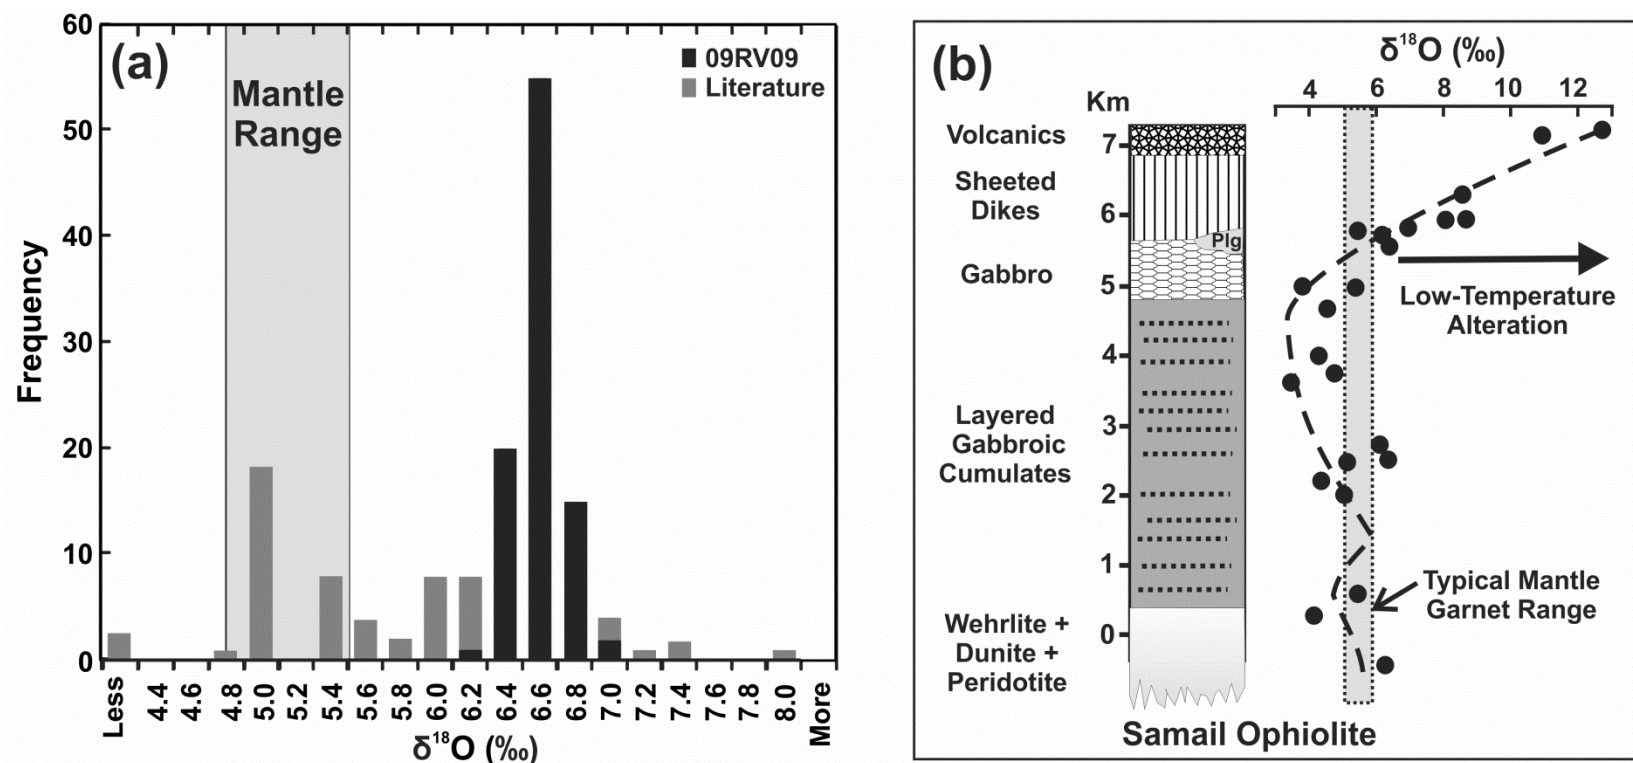 (a)
60
50
40
30
20
10
0
Frequency
Mantle
Range
09RV09
Literature
Less
4.4
4.6
4.8
5.0
5.2
5.4
5.6
5.8
6.0
6.2
6.4
6.6
6.8
7.0
7.2
7.4
7.6
7.8
8.0
More
δ¹⁸O (‰)
(b)
δ¹⁸O (‰)
4 6 8 10 12
Km
7
6
5
4
3
2
1
0
Volcanics
Sheeted
Dikes
Plg
Gabbro
Layered
Gabbroic
Cumulates
Wehrlite +
Dunite +
Peridotite
Low-Temperature
Alteration
Typical Mantle
Garnet Range
Samail Ophiolite